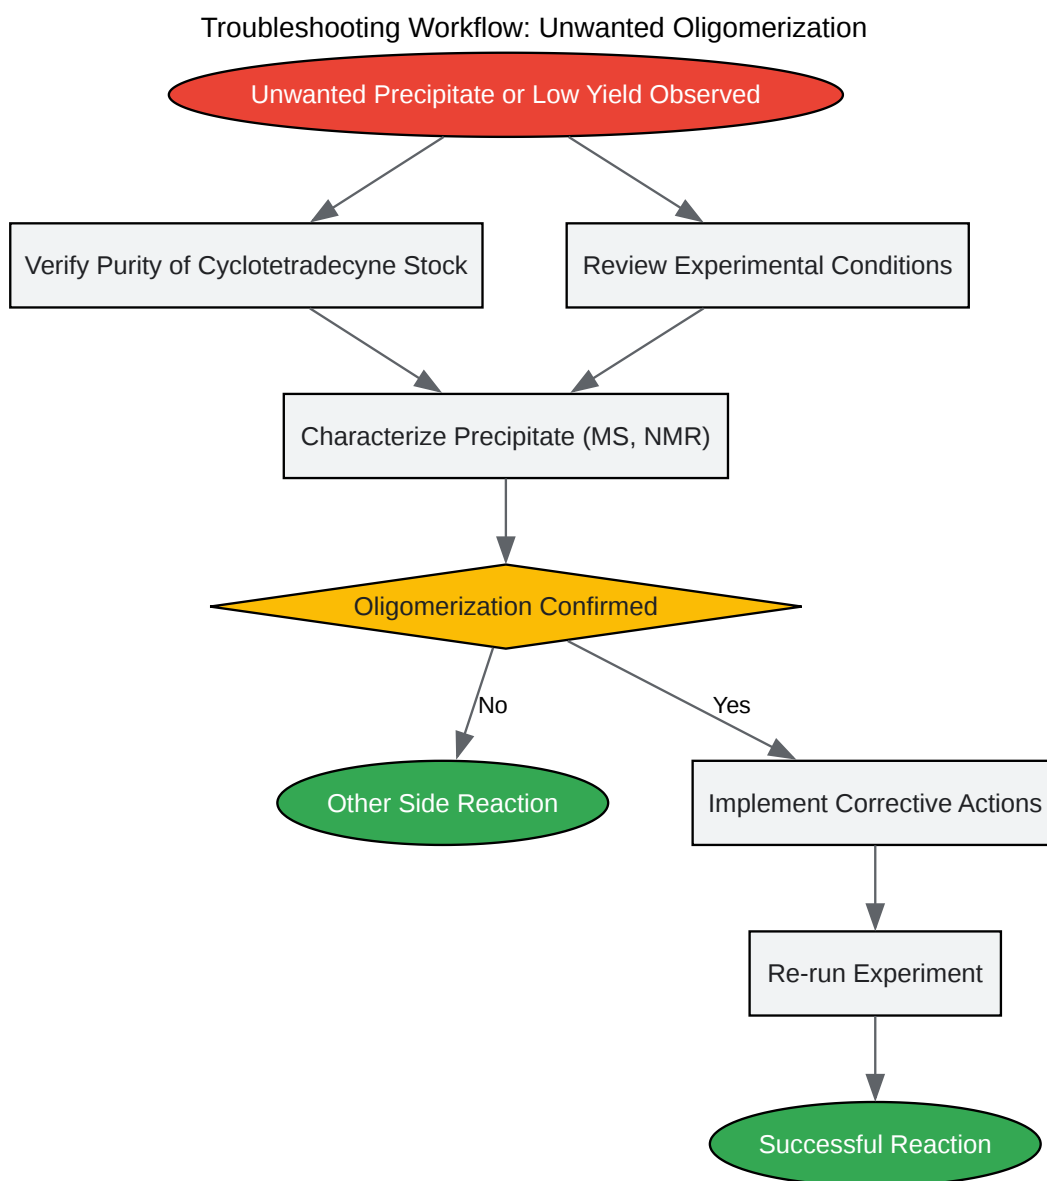 Troubleshooting Workflow: Unwanted Oligomerization
Unwanted Precipitate or Low Yield Observed
Verify Purity of Cyclotetradecyne Stock
Review Experimental Conditions
Characterize Precipitate (MS, NMR)
Oligomerization Confirmed
No
Yes
Other Side Reaction
Implement Corrective Actions
Re-run Experiment
Successful Reaction